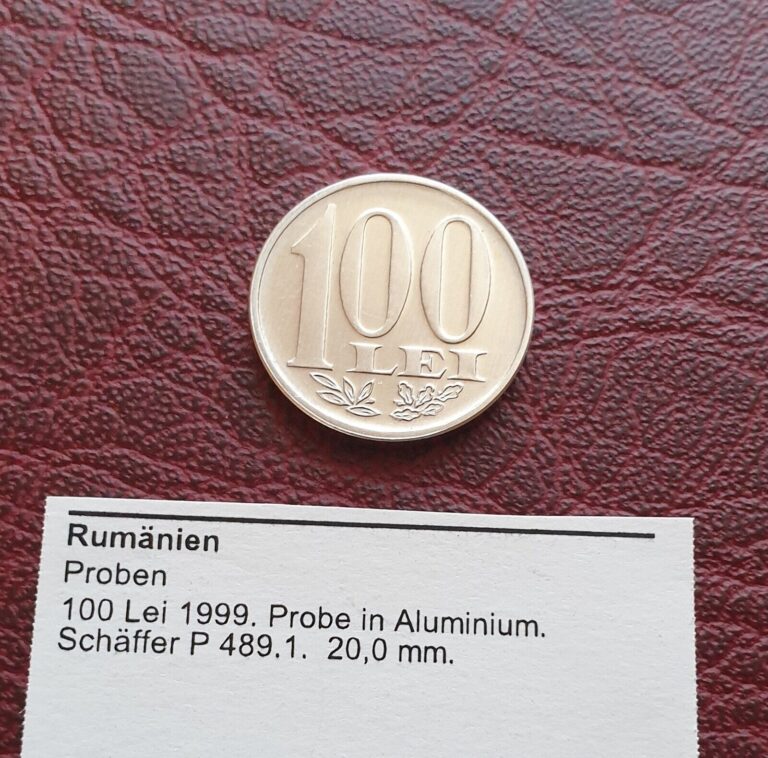 100
LEI
Rumänien
Proben
100 Lei 1999. Probe in Aluminium.
Schäffer P 489.1. 20,0 mm.